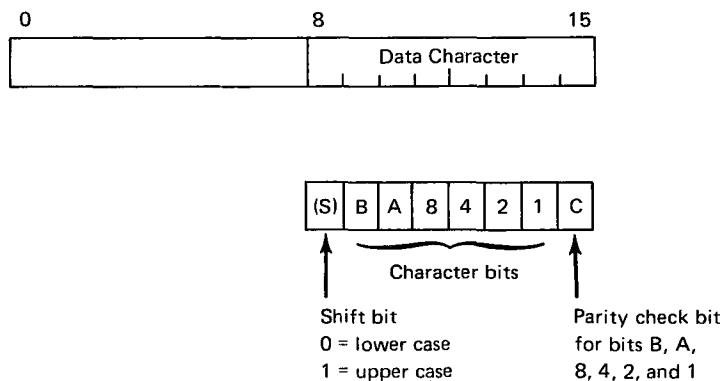 0 8 15
Data Character
(S) B A 8 4 2 1 C
Character bits
Shift bit
0 = lower case
1 = upper case
Parity check bit
for bits B, A,
8, 4, 2, and 1